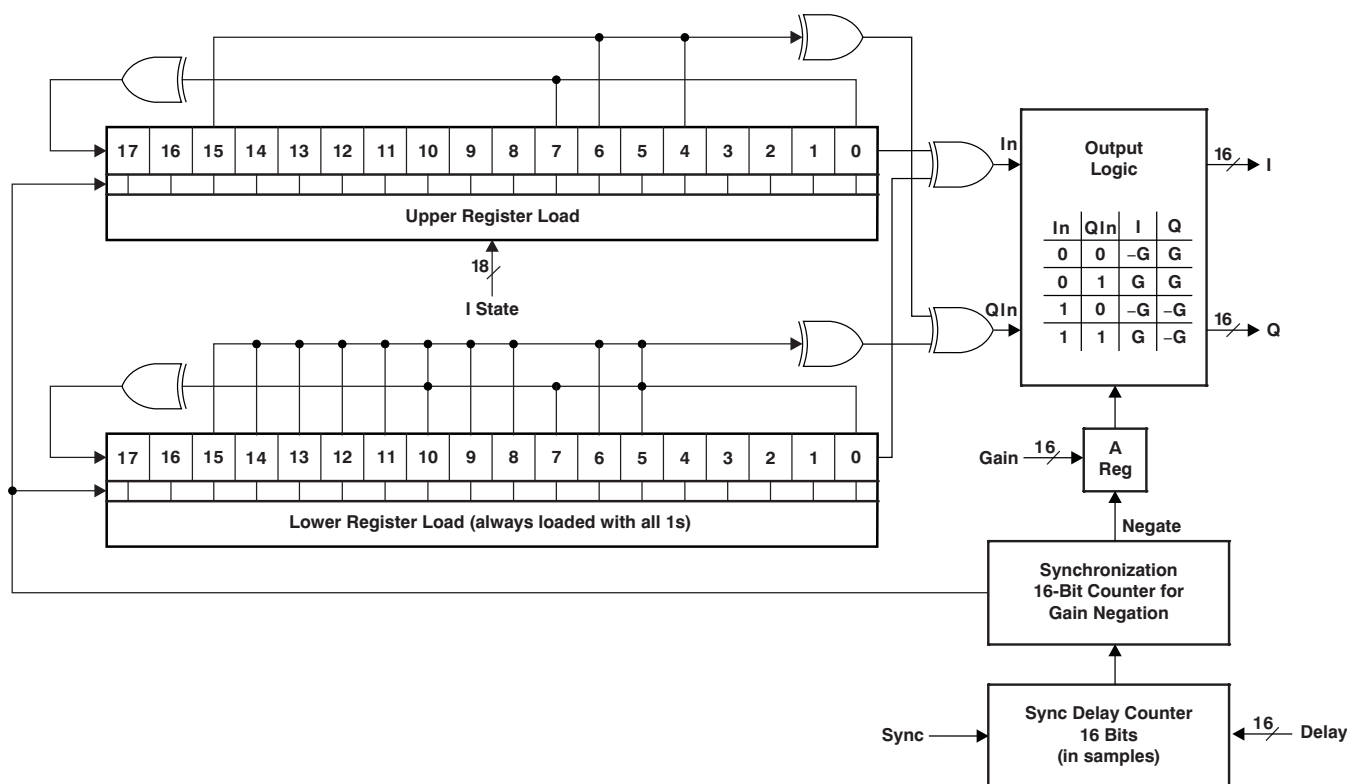 17 16 15 14 13 12 11 10 9 8 7 6 5 4 3 2 1 0
Upper Register Load
18
I State
17 16 15 14 13 12 11 10 9 8 7 6 5 4 3 2 1 0
Lower Register Load (always loaded with all 1s)
In
QIn
Output
Logic
In QIn I Q
0 0 –G G
0 1 G G
1 0 –G –G
1 1 G –G
16 I
16 Q
Gain 16
A
Reg
Negate
Synchronization
16-Bit Counter for
Gain Negation
Sync
Sync Delay Counter
16 Bits
(in samples)
16 Delay